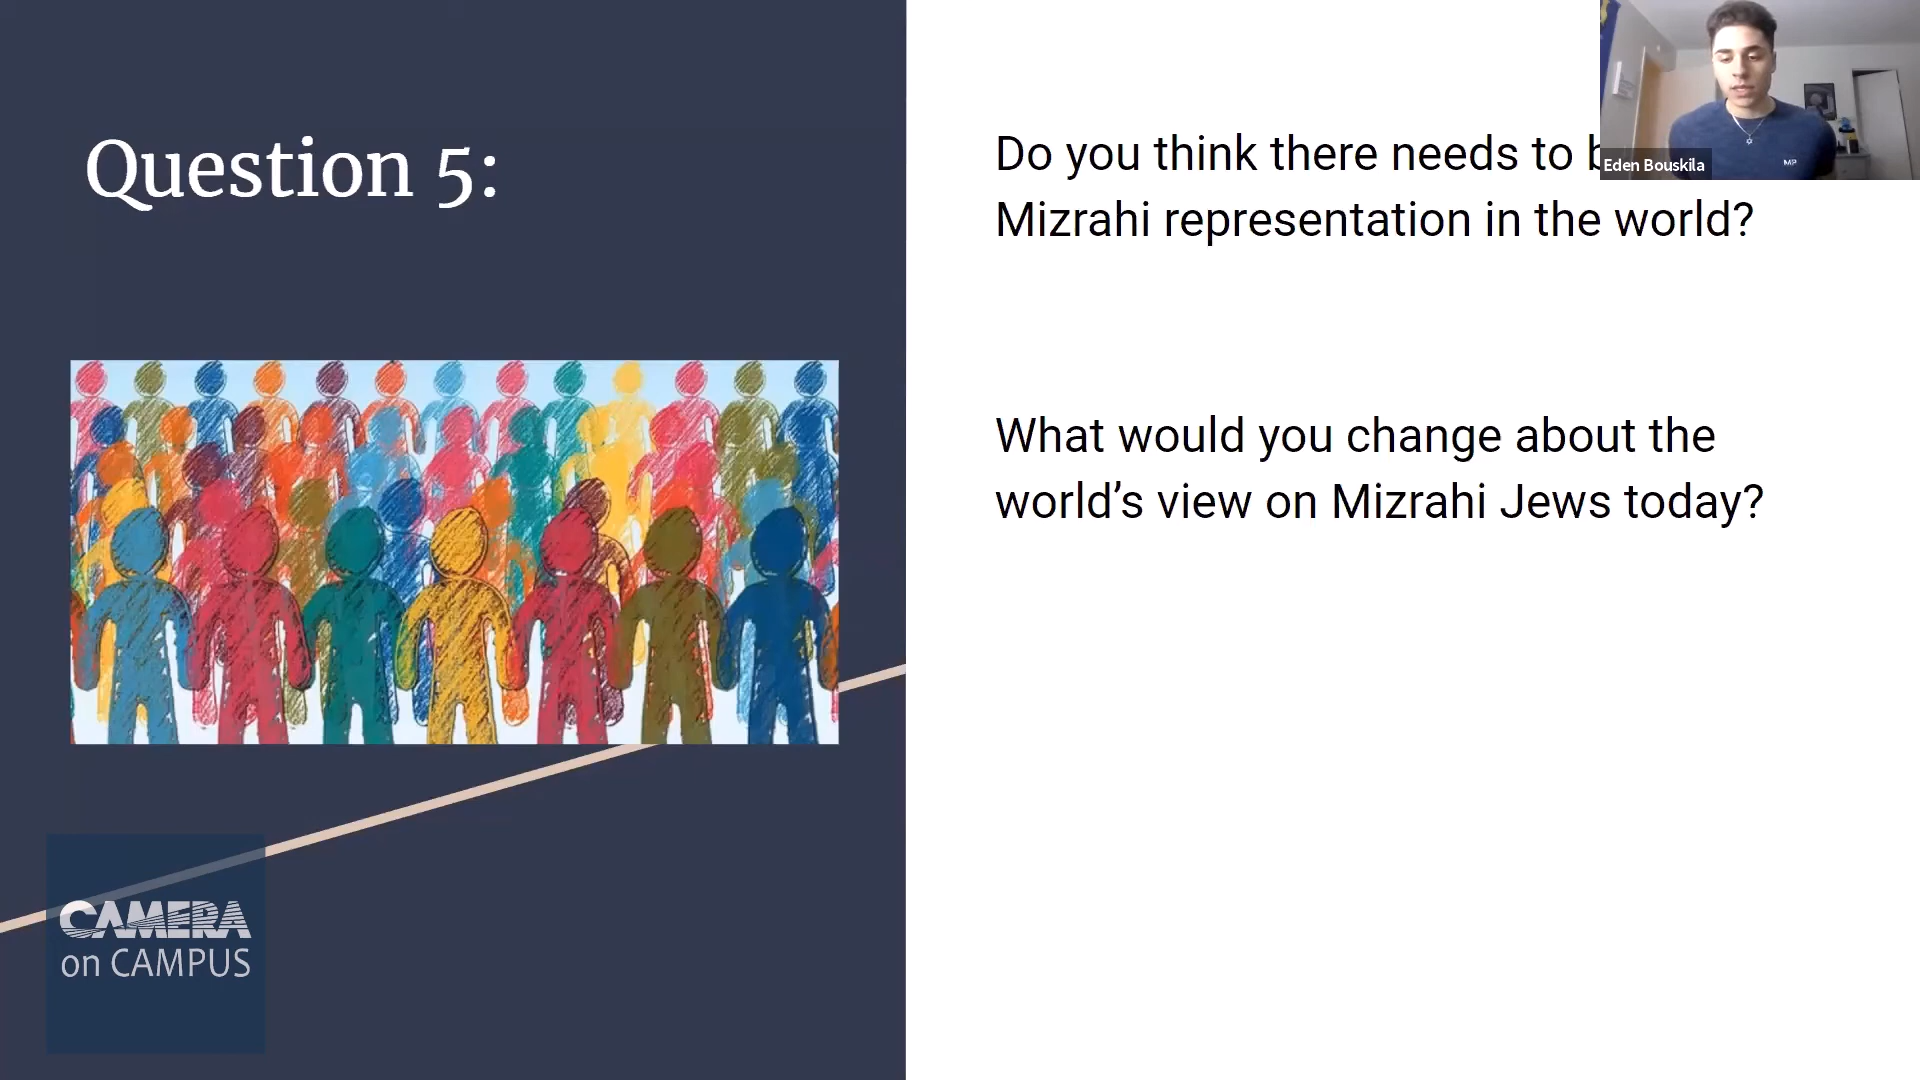 Question 5:
Do you think there needs to
Mizrahi representation in the world?
What would you change about the
world’s view on Mizrahi Jews today?
Eden Bouskila
MP
CAMERA
on CAMPUS